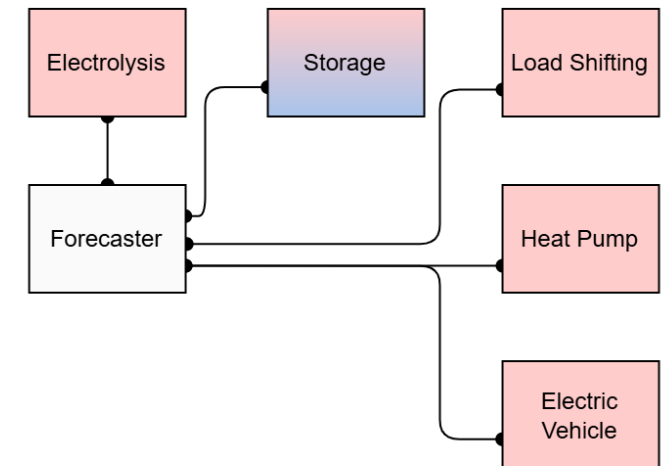 Electrolysis
Storage
Load Shifting
Forecaster
Heat Pump
Electric
Vehicle